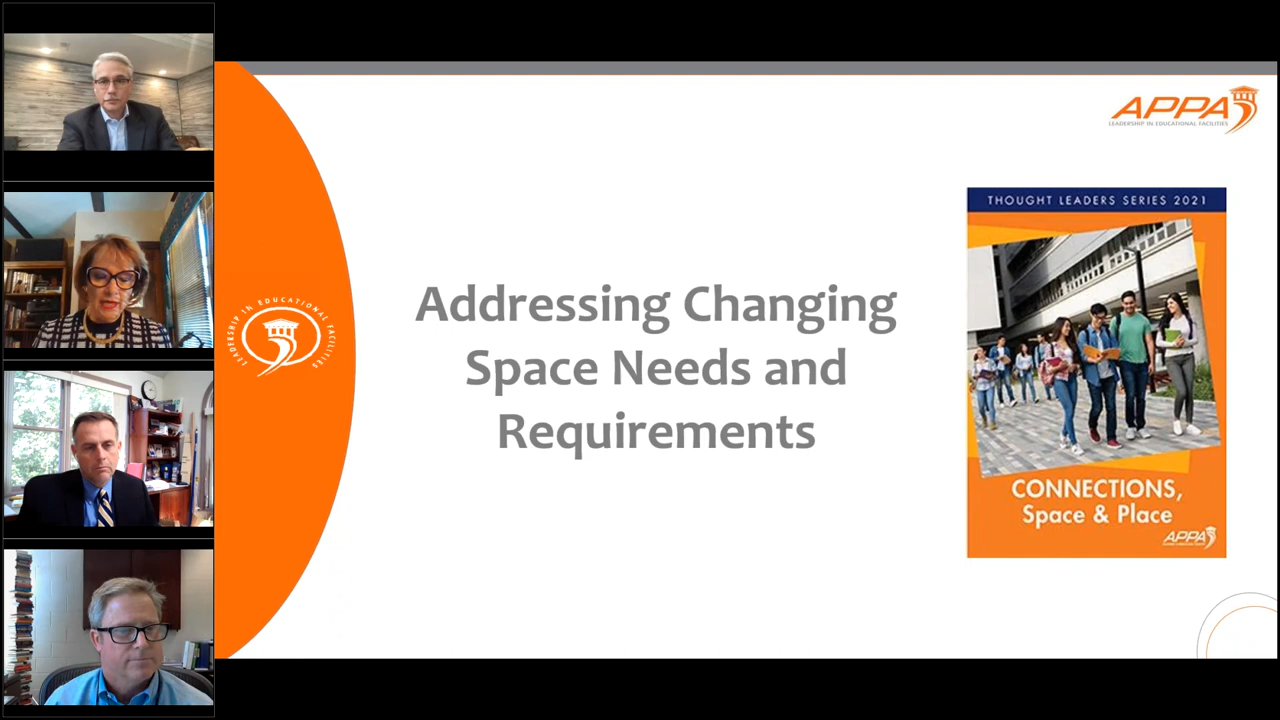 APPA
LEADERSHIP IN EDUCATIONAL FACILITIES
THOUGHT LEADERS SERIES 2021
LEADERSHIP in EDUCATIONAL FACILITIES
Addressing Changing
Space Needs and
Requirements
CONNECTIONS,
Space & Place
APPA